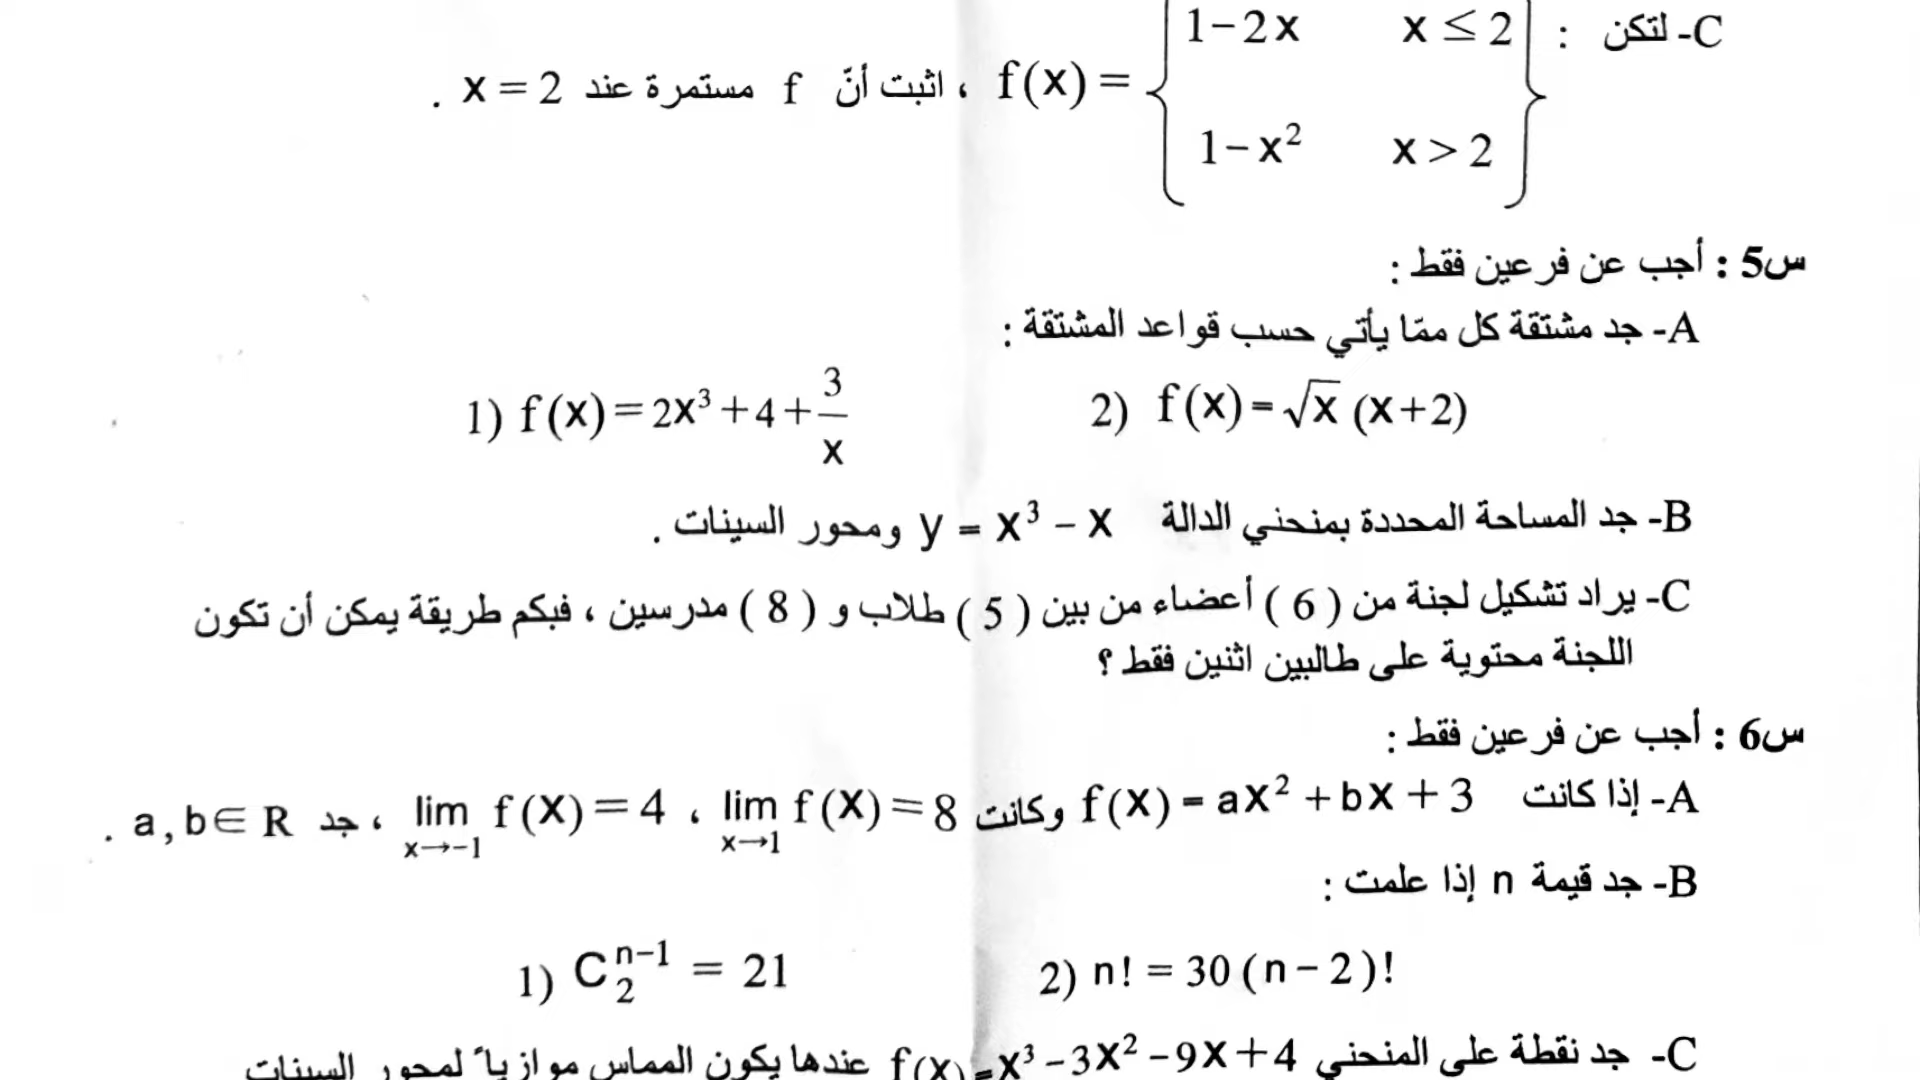 C- لتكن : f(x) = { 1-2x x ≤ 2 } ، اثبت أنّ f مستمرة عند x = 2 .
1-x² x > 2
س5 : أجب عن فرعين فقط :
A- جد مشتقة كل ممّا يأتي حسب قواعد المشتقة :
1) f(x) = 2x³ + 4 + 3/x 2) f(x) = √x (x+2)
B- جد المساحة المحددة بمنحني الدالة y = x³ - x ومحور السينات .
C- يراد تشكيل لجنة من ( 6 ) أعضاء من بين ( 5 ) طلاب و ( 8 ) مدرسين ، فبكم طريقة يمكن أن تكون
اللجنة محتوية على طالبين اثنين فقط ؟
س6 : أجب عن فرعين فقط :
A- إذا كانت f(x) = ax² + bx + 3 وكانت lim x→1 f(x) = 8 ، lim x→-1 f(x) = 4 ، جد a , b ∈ R .
B- جد قيمة n إذا علمت :
1) C₂ⁿ⁻¹ = 21 2) n! = 30 (n - 2)!
C- جد نقطة على المنحني f(x) = x³ - 3x² - 9x + 4 عندها يكون المماس موازياً لمحور السينات